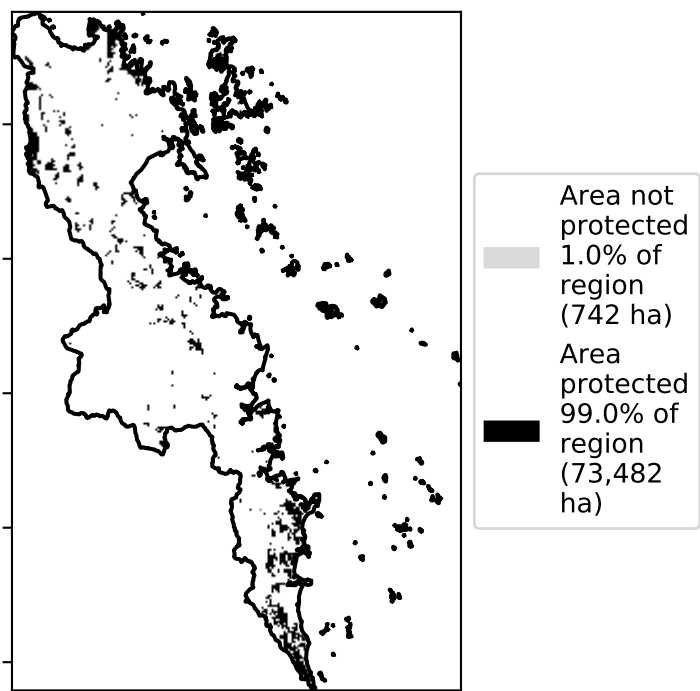 Area not
protected
1.0% of
region
(742 ha)
Area
protected
99.0% of
region
(73,482
ha)